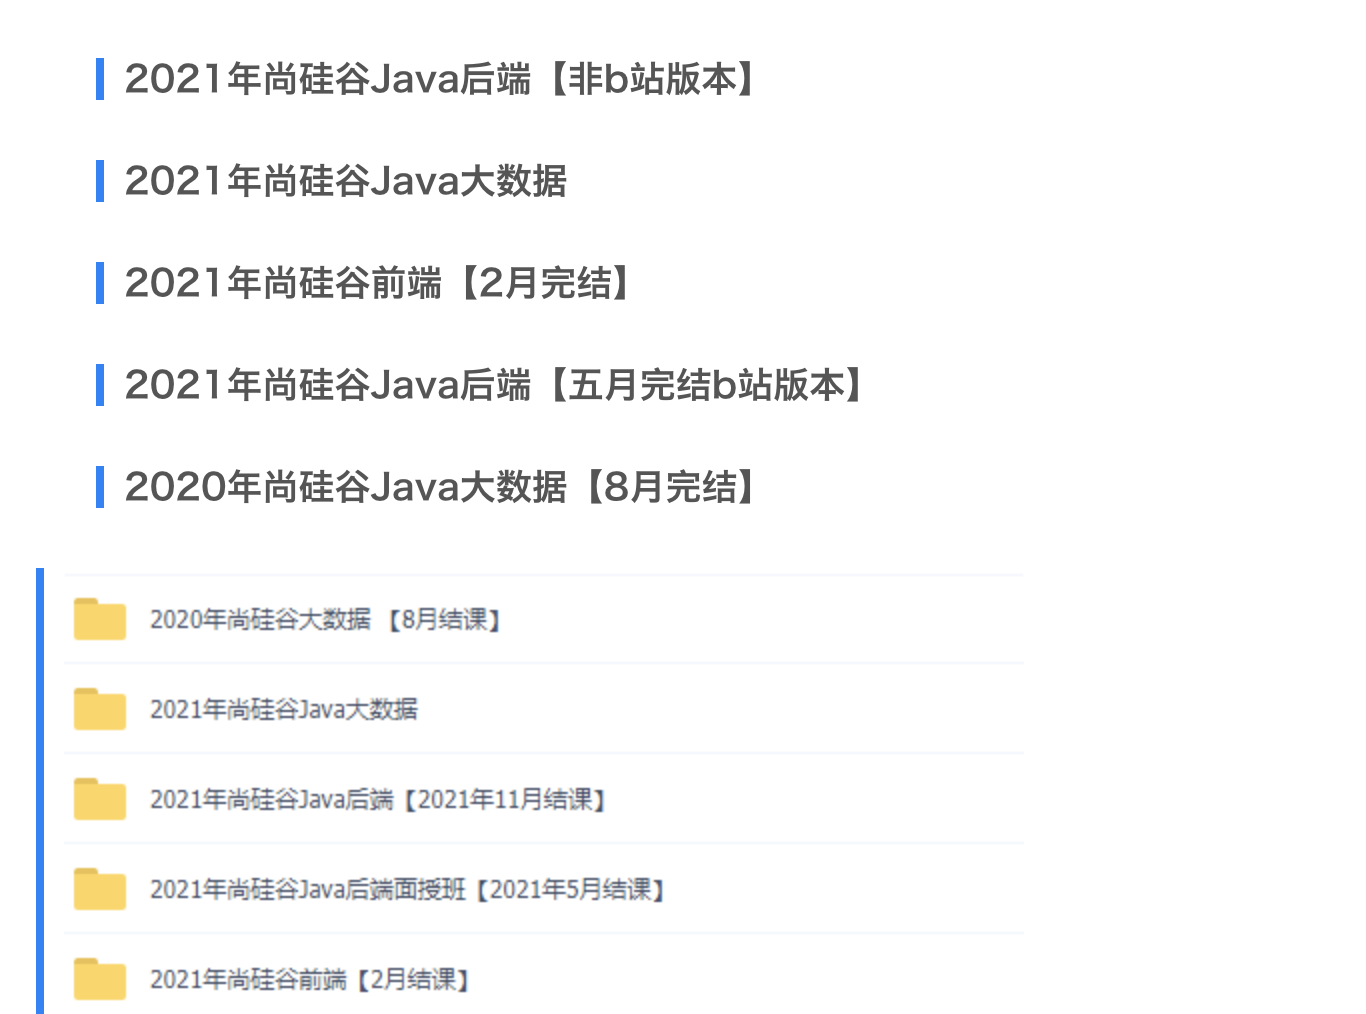 2021年尚硅谷Java后端【非b站版本】
2021年尚硅谷Java大数据
2021年尚硅谷前端【2月完结】
2021年尚硅谷Java后端【五月完结b站版本】
2020年尚硅谷Java大数据【8月完结】
2020年尚硅谷大数据 【8月结课】
2021年尚硅谷Java大数据
2021年尚硅谷Java后端【2021年11月结课】
2021年尚硅谷Java后端面授班【2021年5月结课】
2021年尚硅谷前端【2月结课】